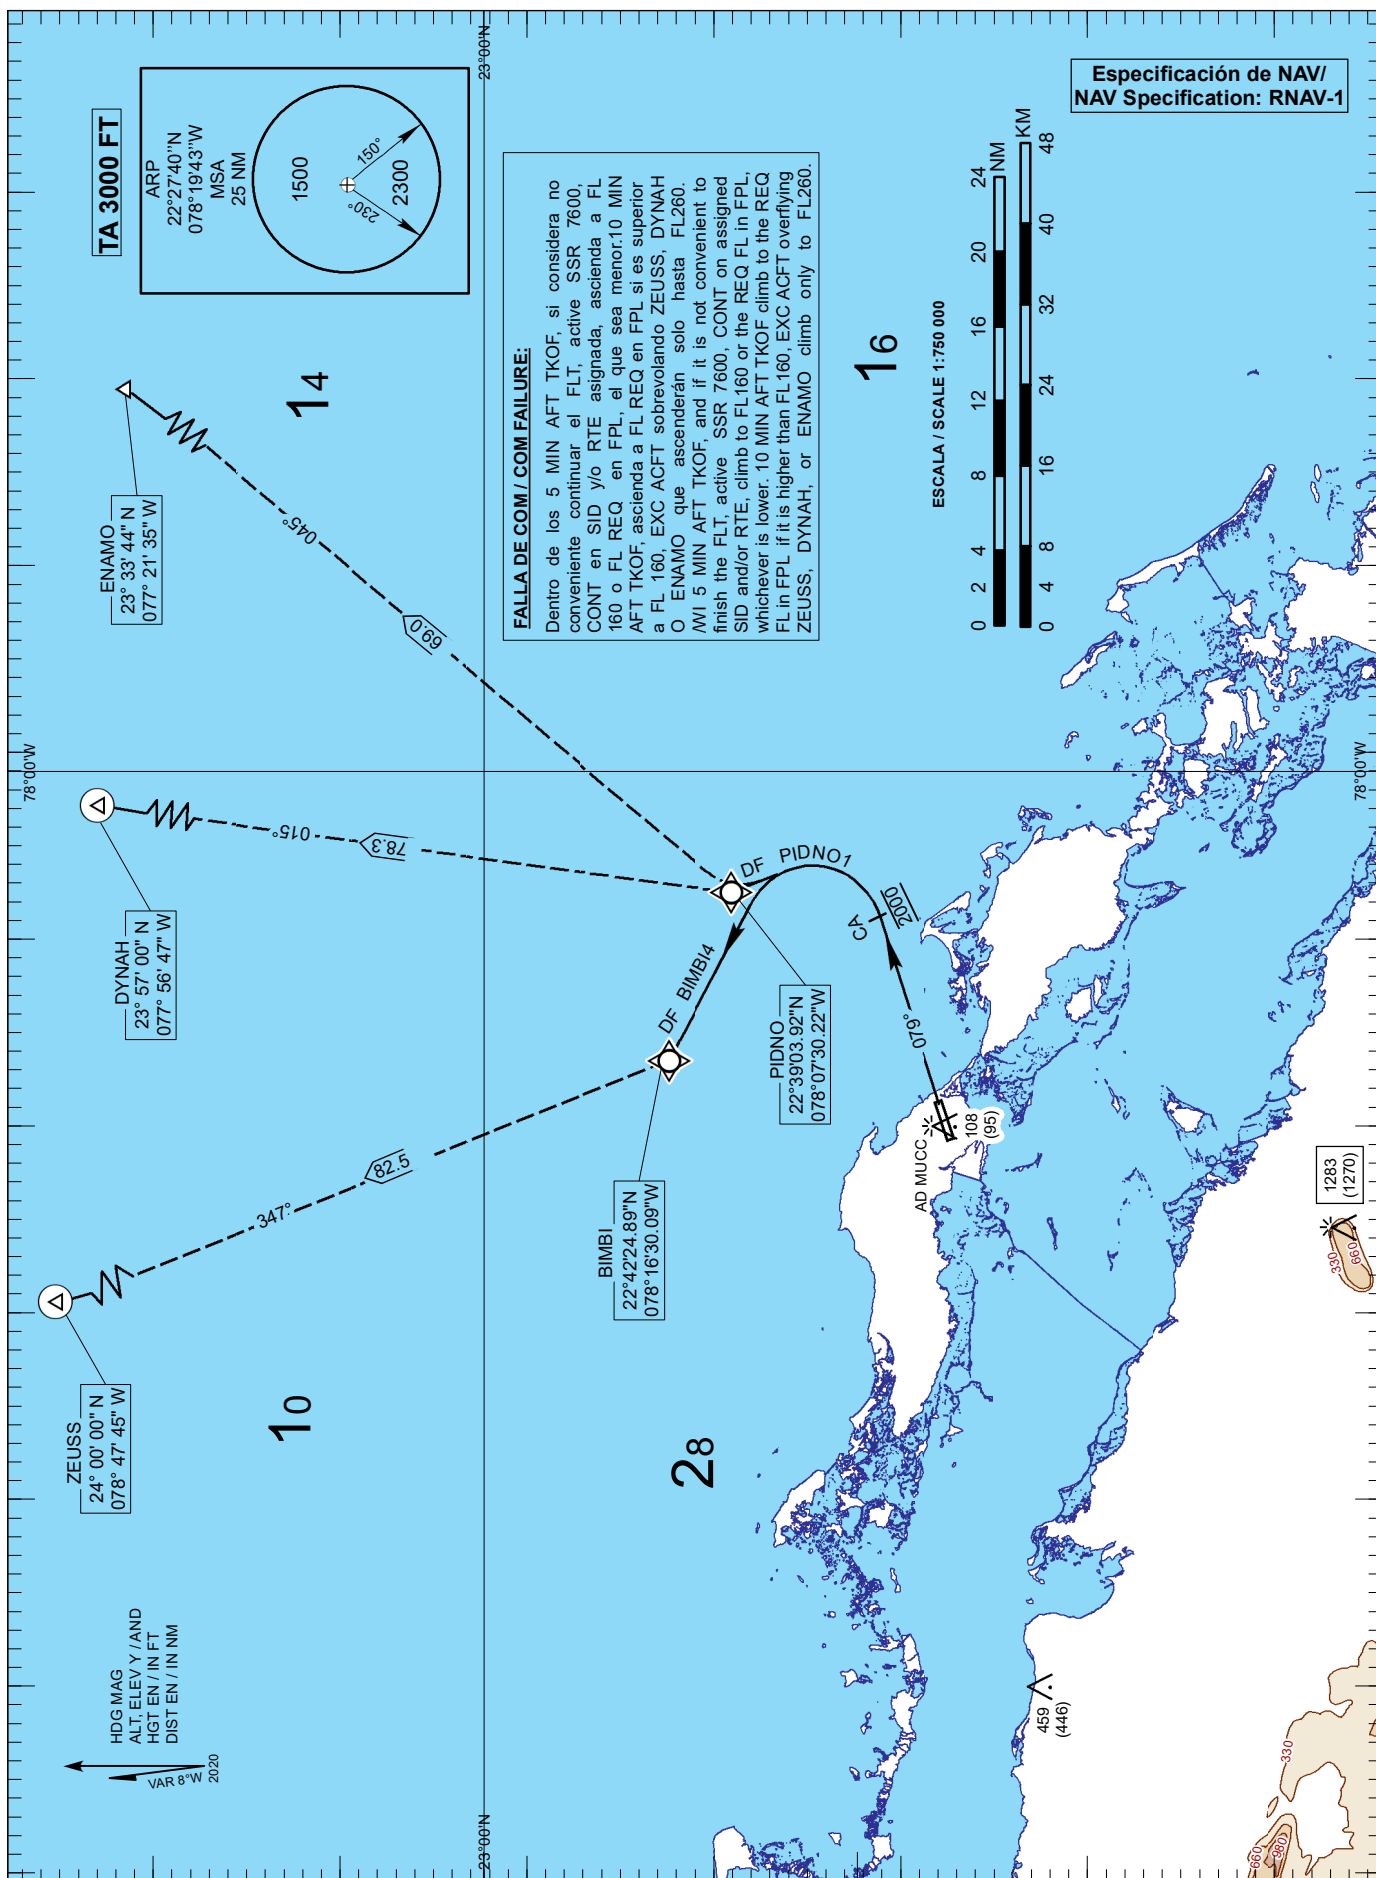 HDG MAG
ALT, ELEV Y / AND
HGT EN / IN FT
DIST EN / IN NM
VAR 8°W
2020
ZEUSS
24° 00' 00" N
078° 47' 45" W
DYNAH
23° 57' 00" N
077° 56' 47" W
ENAMO
23° 33' 44" N
077° 21' 35" W
TA 3000 FT
ARP
22°27'40"N
078°19'43"W
MSA
25 NM
1500
150°
230°
2300
10
14
347°
82.5
015°
78.3
045°
69.0
78°00'W
23°00'N
23°00'N
FALLA DE COM / COM FAILURE:
Dentro de los 5 MIN AFT TKOF, si considera no
conveniente continuar el FLT, active SSR 7600,
CONT en SID y/o RTE asignada, ascienda a FL
160 o FL REQ en FPL, el que sea menor.10 MIN
AFT TKOF, ascienda a FL REQ en FPL si es superior
a FL 160, EXC ACFT sobrevolando ZEUSS, DYNAH
O ENAMO que ascenderán solo hasta FL260.
/WI 5 MIN AFT TKOF, and if it is not convenient to
finish the FLT, active SSR 7600, CONT on assigned
SID and/or RTE, climb to FL160 or the REQ FL in FPL,
whichever is lower. 10 MIN AFT TKOF climb to the REQ
FL in FPL if it is higher than FL160, EXC ACFT overflying
ZEUSS, DYNAH, or ENAMO climb only to FL260.
BIMBI
22°42'24.89"N
078°16'30.09"W
DF BIMBI4
DF PIDNO1
PIDNO
22°39'03.92"N
078°07'30.22"W
CA
2000
079°
28
16
AD MUCC
108
(95)
ESCALA / SCALE 1:750 000
0 2 4 8 12 16 20 24
NM
0 4 8 16 24 32 40 48
KM
Especificación de NAV/
NAV Specification: RNAV-1
459
(446)
1283
(1270)
330
660
330
660
980
78°00'W